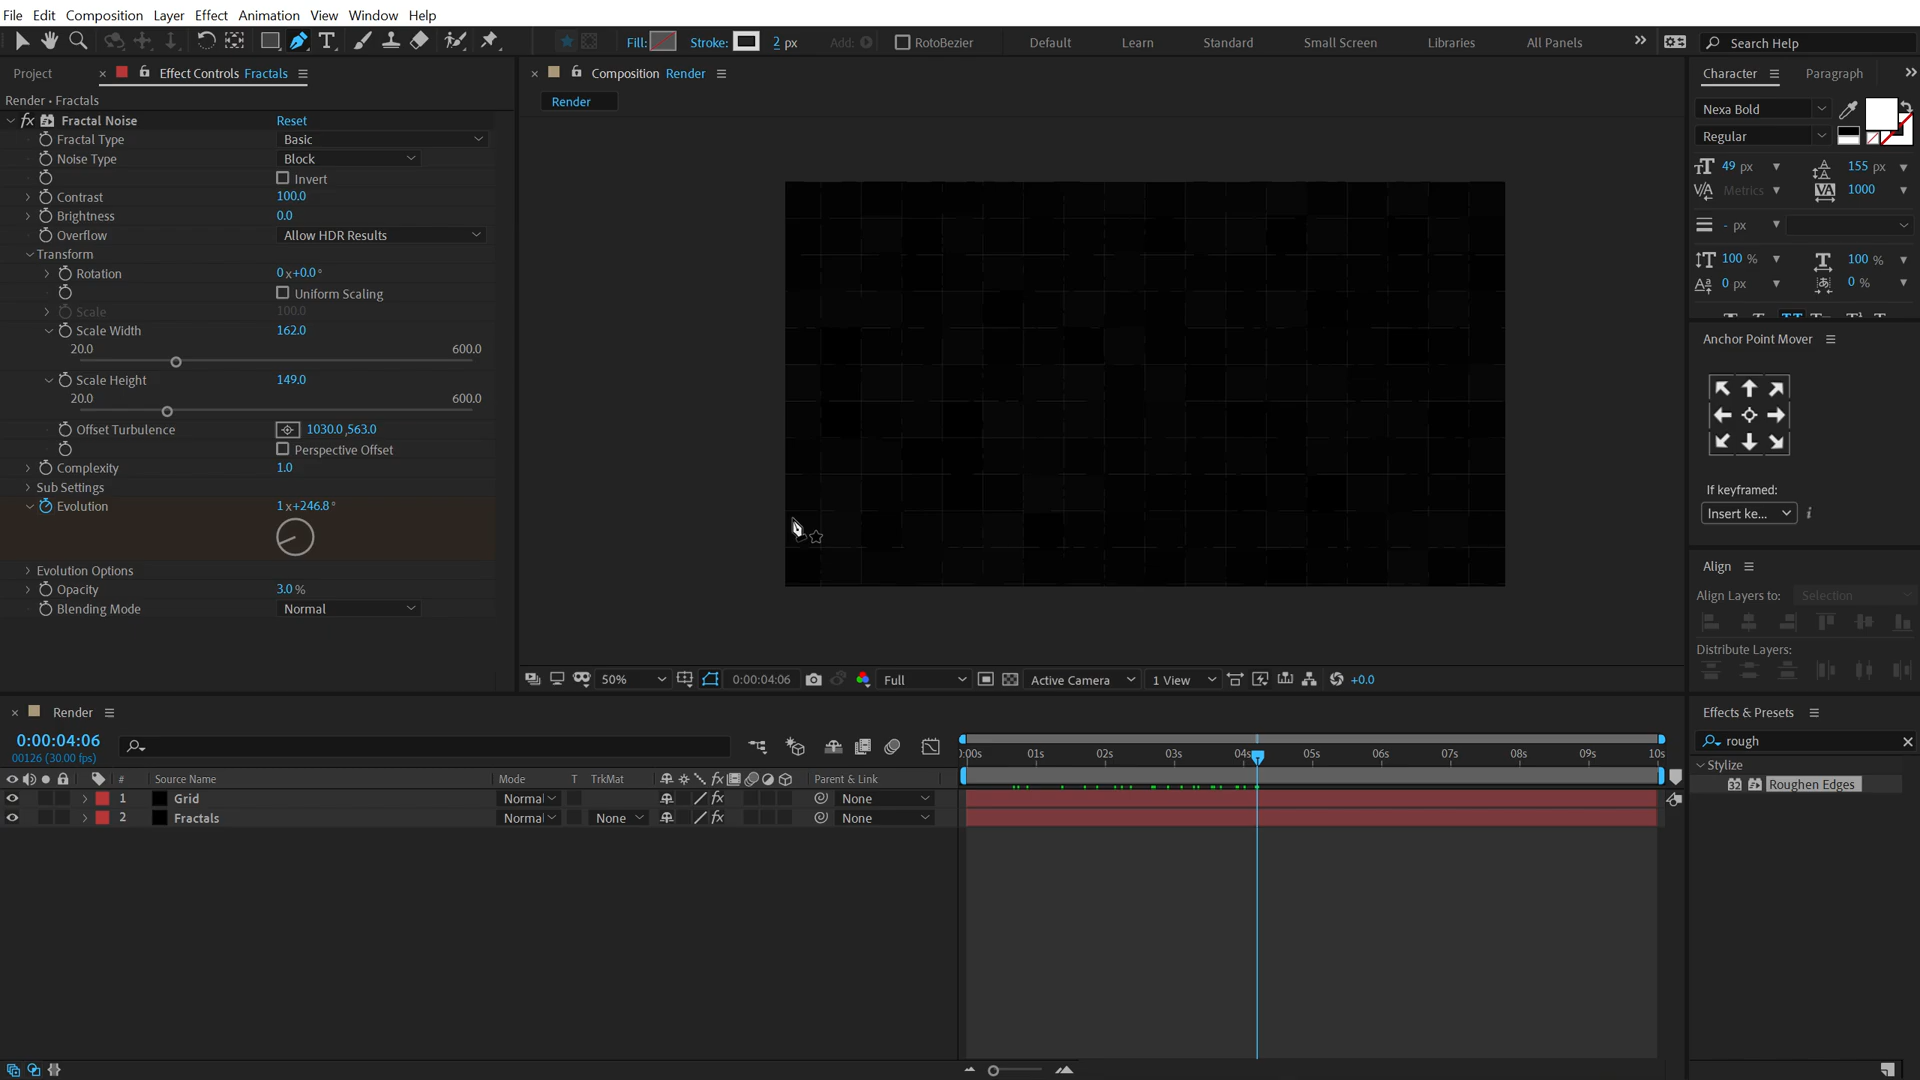 File Edit Composition Layer Effect Animation View Window Help
Fill: Stroke: 2 px Add: RotoBezier Default Learn Standard Small Screen Libraries All Panels Search Help
Project Effect Controls Fractals
Render • Fractals
Fractal Noise Reset
Fractal Type Basic
Noise Type Block
Invert
Contrast 100.0
Brightness 0.0
Overflow Allow HDR Results
Transform
Rotation 0 x+0.0 °
Uniform Scaling
Scale 100.0
Scale Width 162.0
20.0 600.0
Scale Height 149.0
20.0 600.0
Offset Turbulence 1030.0,563.0
Perspective Offset
Complexity 1.0
Sub Settings
Evolution 1 x+246.8 °
Evolution Options
Opacity 3.0 %
Blending Mode Normal
Composition Render
Render
50% 0:00:04:06 Full Active Camera 1 View +0.0
Character Paragraph
Nexa Bold
Regular
49 px 155 px
Metrics 1000
- px
100 % 100 %
0 px 0 %
Anchor Point Mover
If keyframed:
Insert ke...
Align
Align Layers to: Selection
Distribute Layers:
Effects & Presets
rough
Stylize
32 Roughen Edges
Render
0:00:04:06
00126 (30.00 fps)
:00s 01s 02s 03s 04s 05s 06s 07s 08s 09s 10s
# Source Name Mode T TrkMat Parent & Link
1 Grid Normal None
2 Fractals Normal None None